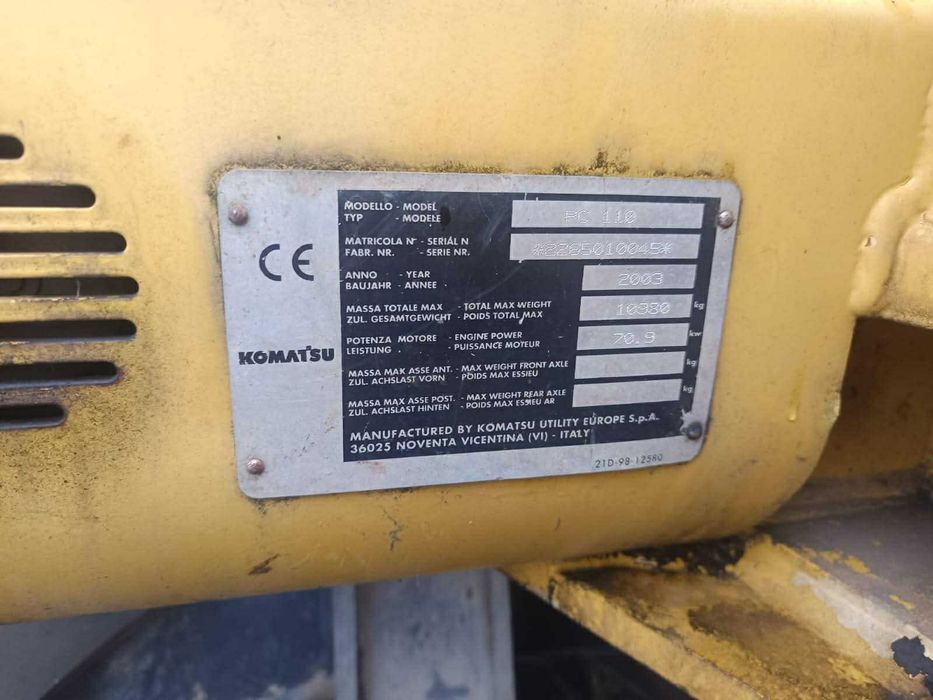 CE
KOMATSU
MODELLO - MODEL
TYP - MODELE
PC 110
MATRICOLA N° - SERIAL N
FABR. NR. - SERIE NR.
ANNO - YEAR
BAUJAHR - ANNEE
2003
MASSA TOTALE MAX - TOTAL MAX WEIGHT
ZUL. GESAMTGEWICHT - POIDS TOTAL MAX
10980 kg
POTENZA MOTORE - ENGINE POWER
LEISTUNG - PUISSANCE MOTEUR
70.9 kw
MASSA MAX ASSE ANT. - MAX WEIGHT FRONT AXLE
ZUL. ACHSLAST VORN - POIDS MAX ESSIEU
kg
MASSA MAX ASSE POST. - MAX WEIGHT REAR AXLE
ZUL. ACHSLAST HINTEN - POIDS MAX ESSIEU AR
kg
MANUFACTURED BY KOMATSU UTILITY EUROPE S.p.A.
36025 NOVENTA VICENTINA (VI) - ITALY
21D-98-12580